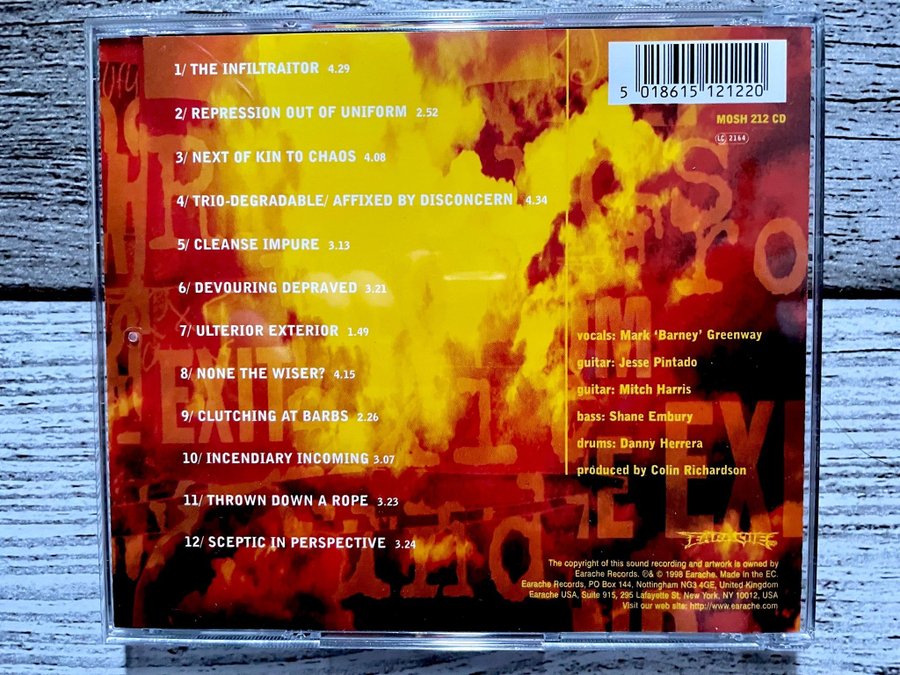 1/ THE INFILTRAITOR 4.29
2/ REPRESSION OUT OF UNIFORM 2.52
3/ NEXT OF KIN TO CHAOS 4.08
4/ TRIO-DEGRADABLE/ AFFIXED BY DISCONCERN 4.34
5/ CLEANSE IMPURE 3.13
6/ DEVOURING DEPRAVED 3.21
7/ ULTERIOR EXTERIOR 1.49
8/ NONE THE WISER? 4.15
9/ CLUTCHING AT BARBS 2.26
10/ INCENDIARY INCOMING 3.07
11/ THROWN DOWN A ROPE 3.23
12/ SCEPTIC IN PERSPECTIVE 3.24
5 018615 121220
MOSH 212 CD
LC 2164
vocals: Mark 'Barney' Greenway
guitar: Jesse Pintado
guitar: Mitch Harris
bass: Shane Embury
drums: Danny Herrera
produced by Colin Richardson
EXIT
HE EXI
EARACHE
The copyright of this sound recording and artwork is owned by
Earache Records. ℗& © 1998 Earache. Made in the EC.
Earache Records, PO Box 144, Nottingham NG3 4GE, United Kingdom
Earache USA, Suite 915, 295 Lafayette St, New York, NY 10012, USA
Visit our web site: http://www.earache.com